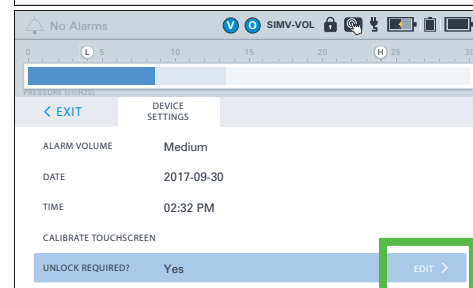 No Alarms V O SIMV-VOL
0 L 5 10 15 20 H 25 30
PRESSURE (cmH20)
< EXIT DEVICE
SETTINGS
ALARM VOLUME Medium
DATE 2017-09-30
TIME 02:32 PM
CALIBRATE TOUCHSCREEN
UNLOCK REQUIRED? Yes EDIT >